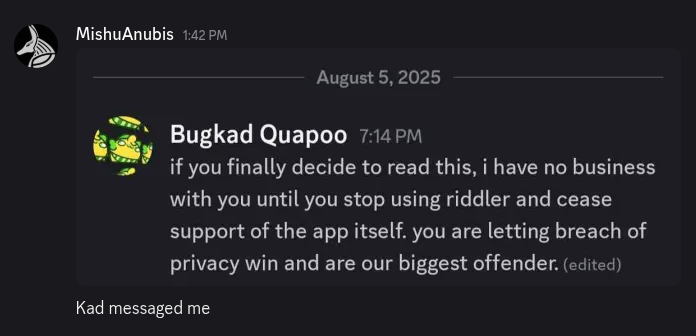 MishuAnubis 1:42 PM
August 5, 2025
Bugkad Quapoo 7:14 PM
if you finally decide to read this, i have no business
with you until you stop using riddler and cease
support of the app itself. you are letting breach of
privacy win and are our biggest offender. (edited)
Kad messaged me